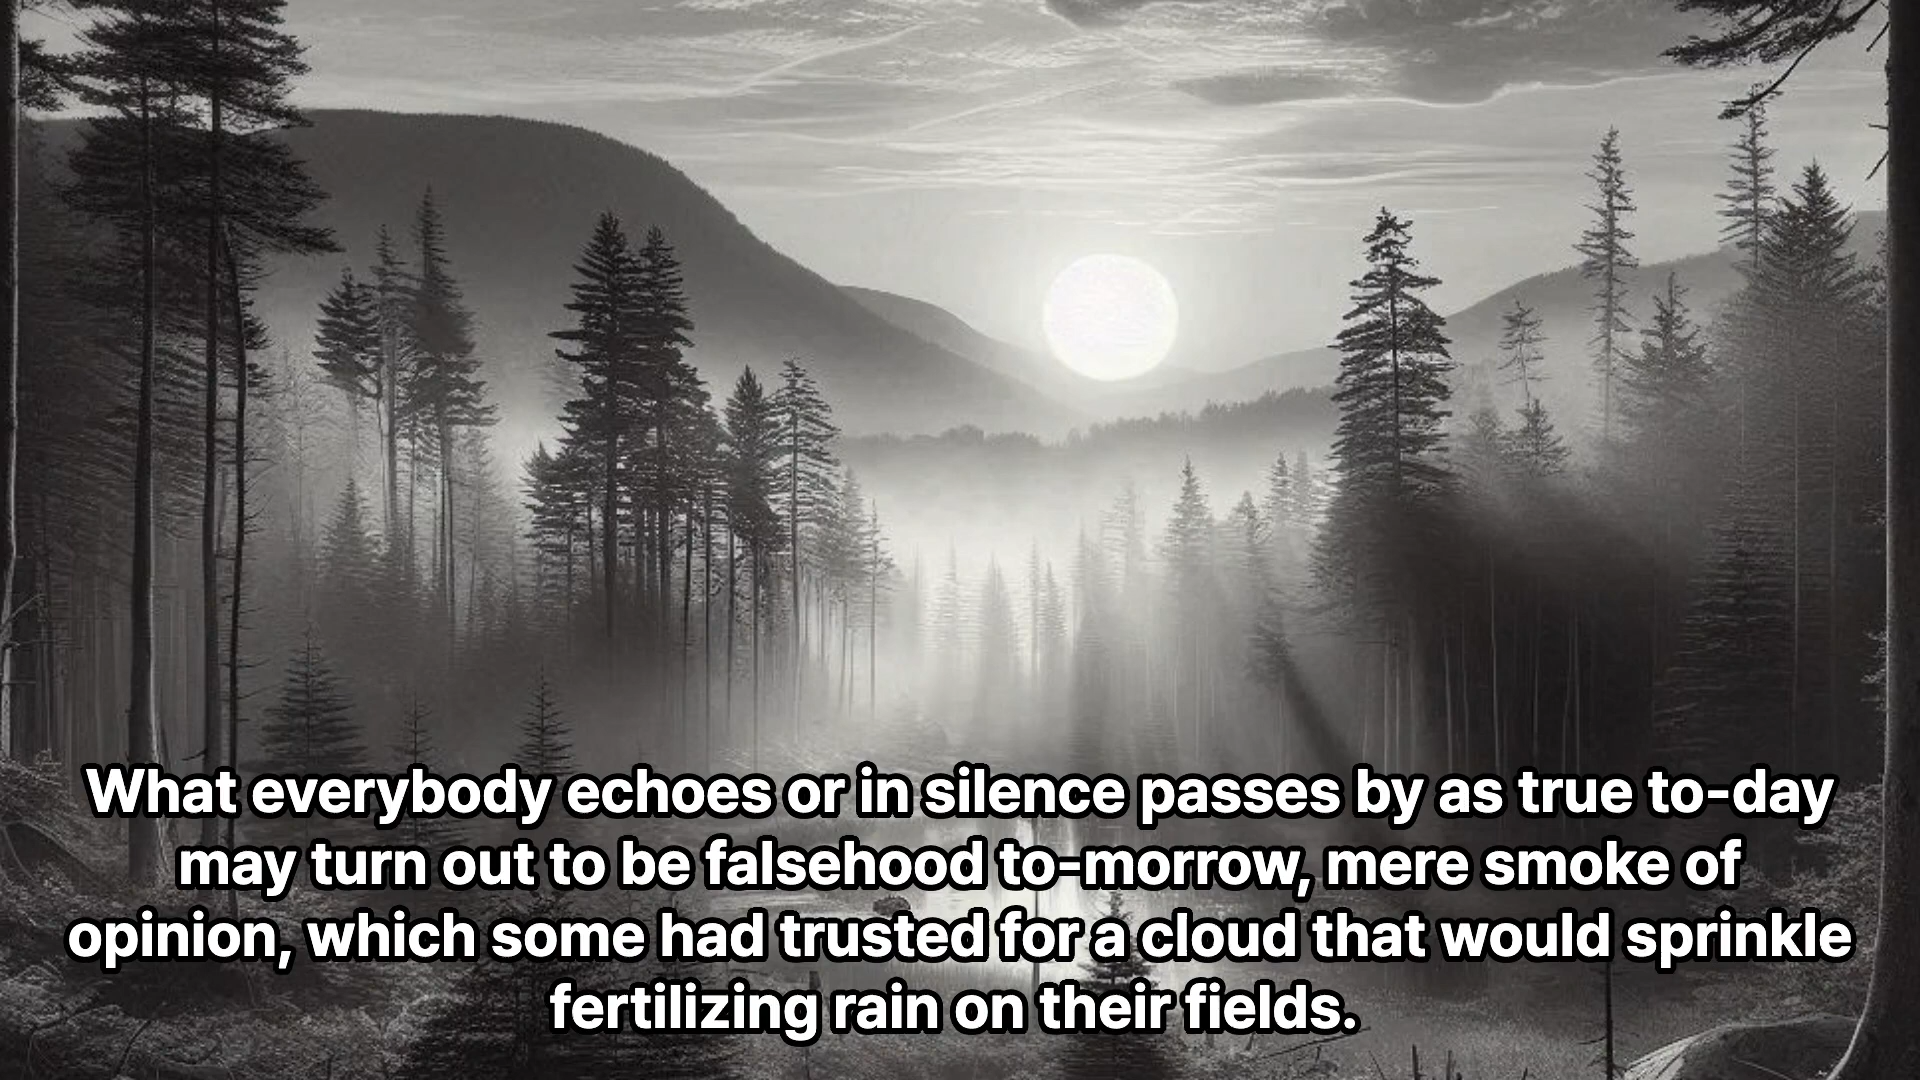 What everybody echoes or in silence passes by as true to-day
may turn out to be falsehood to-morrow, mere smoke of
opinion, which some had trusted for a cloud that would sprinkle
fertilizing rain on their fields.